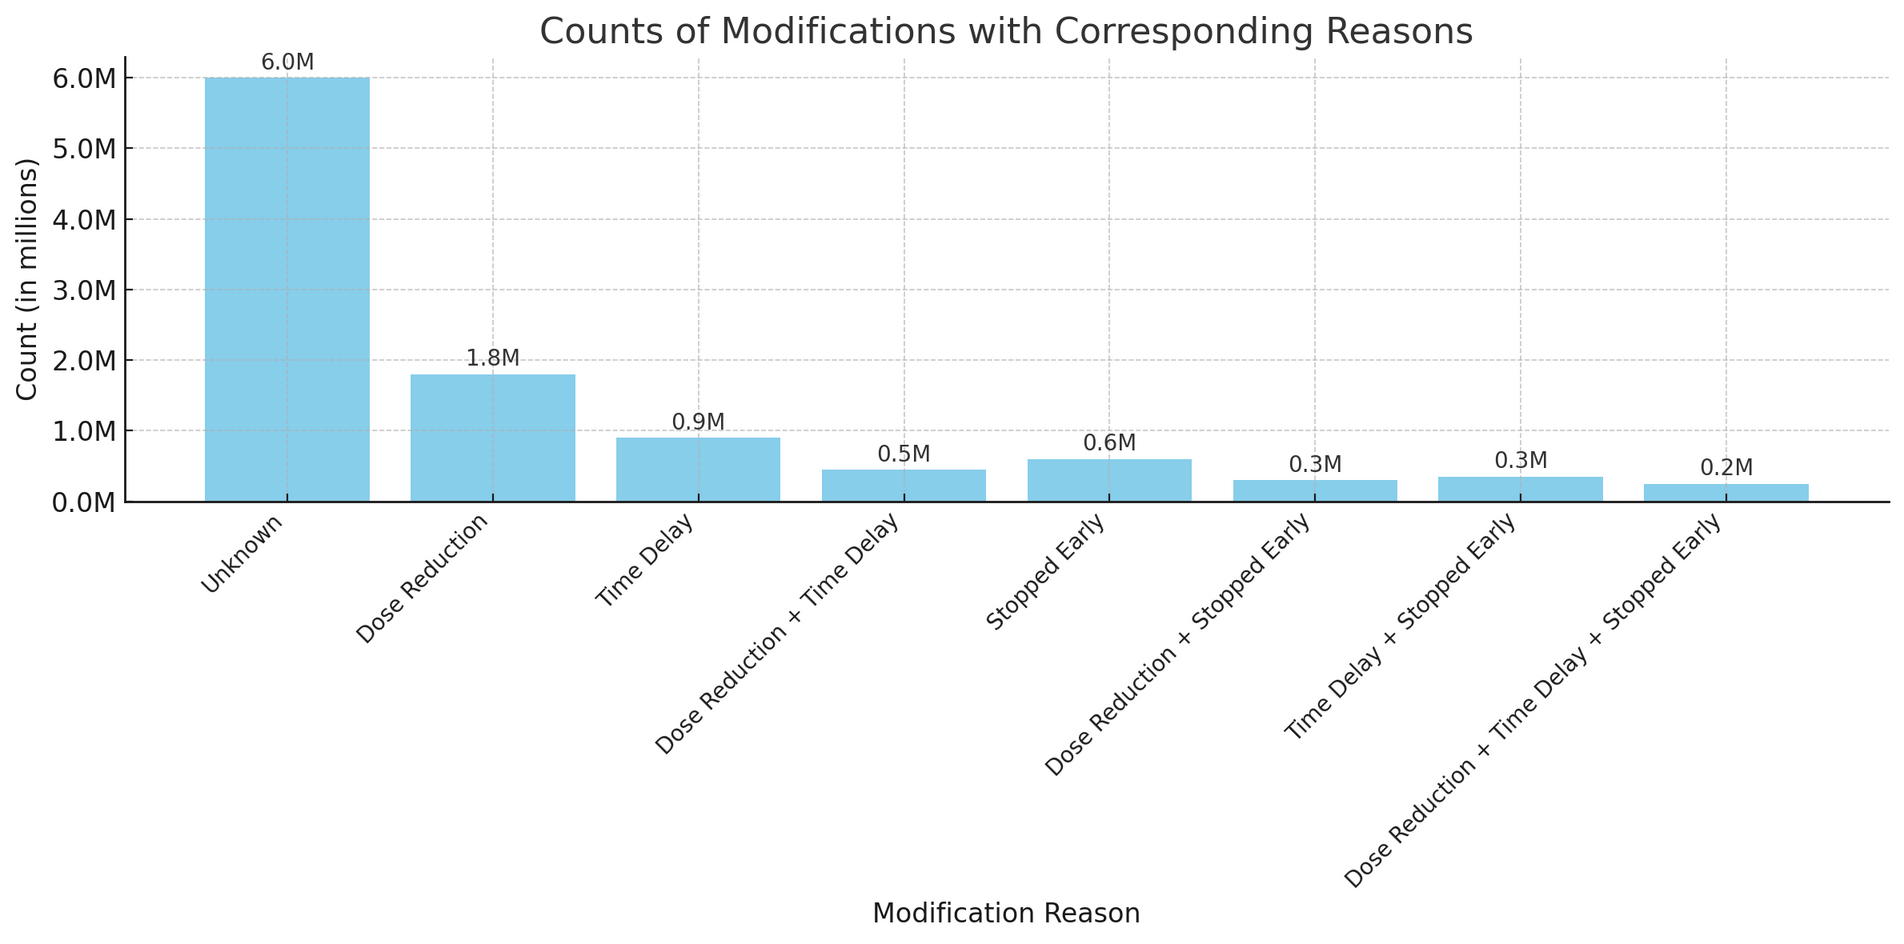 Counts of Modifications with Corresponding Reasons
Count (in millions)
6.0M
5.0M
4.0M
3.0M
2.0M
1.0M
0.0M
6.0M
1.8M
0.9M
0.5M
0.6M
0.3M
0.3M
0.2M
Unknown
Dose Reduction
Time Delay
Dose Reduction + Time Delay
Stopped Early
Dose Reduction + Stopped Early
Time Delay + Stopped Early
Dose Reduction + Time Delay + Stopped Early
Modification Reason